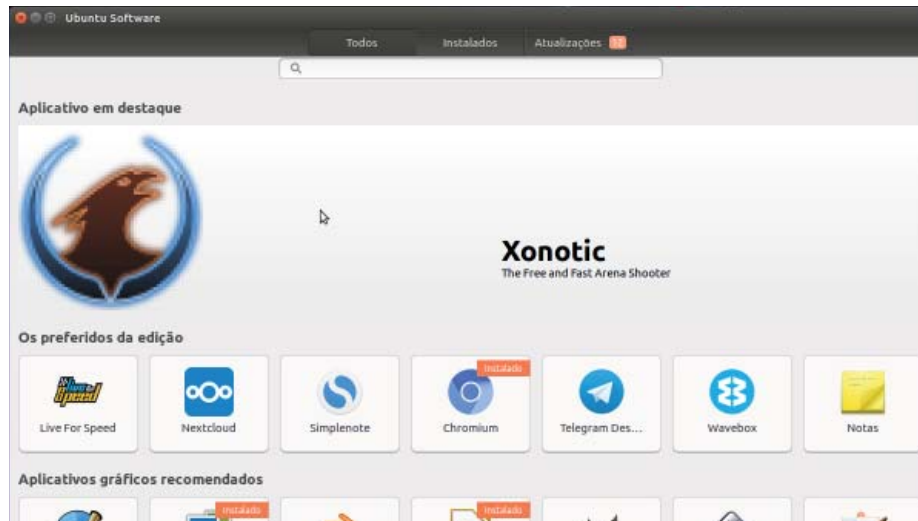 Ubuntu Software
Todos Instalados Atualizações 12
Aplicativo em destaque
Xonotic
The Free and Fast Arena Shooter
Os preferidos da edição
Instalado
Live For Speed Nextcloud Simplenote Chromium Telegram Des... Wavebox Notas
Aplicativos gráficos recomendados
Instalado Instalado